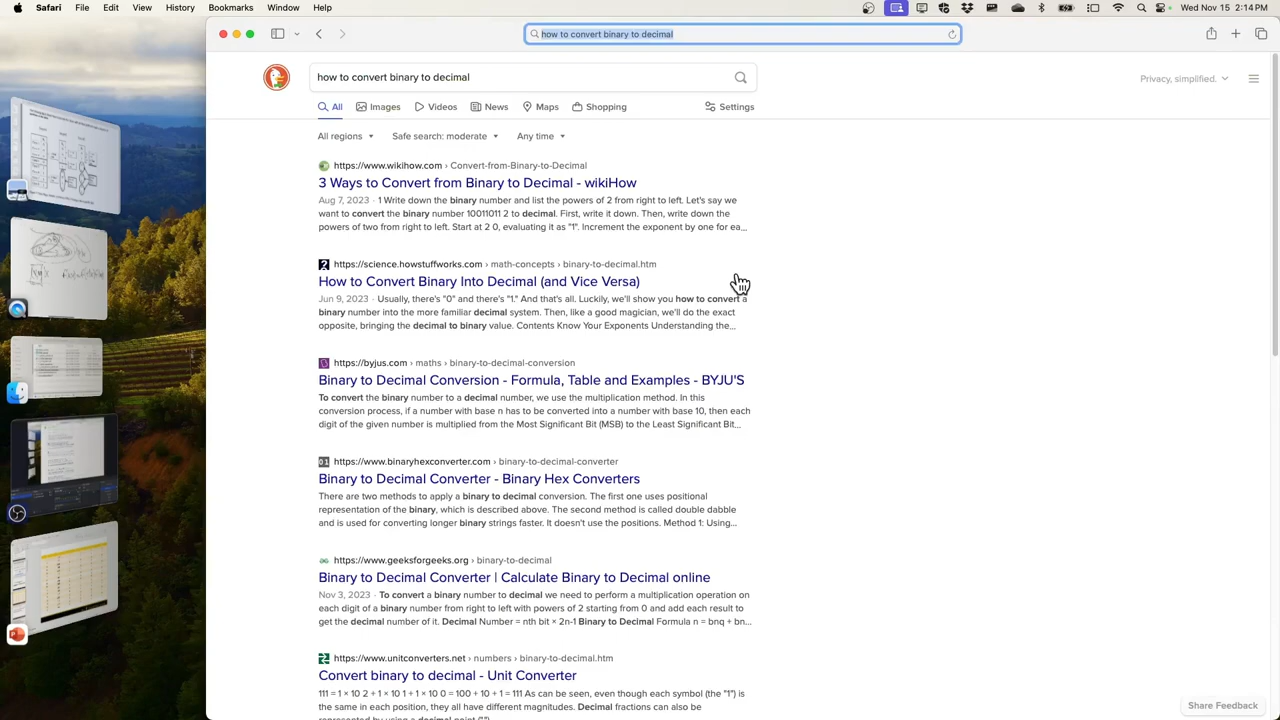 Safari File Edit View History Bookmarks Window Help
Wed Nov 15 2:14 PM
how to convert binary to decimal
how to convert binary to decimal
Privacy, simplified.
All Images Videos News Maps Shopping Settings
All regions Safe search: moderate Any time
https://www.wikihow.com › Convert-from-Binary-to-Decimal
3 Ways to Convert from Binary to Decimal - wikiHow
Aug 7, 2023 · 1 Write down the binary number and list the powers of 2 from right to left. Let's say we
want to convert the binary number 10011011 2 to decimal. First, write it down. Then, write down the
powers of two from right to left. Start at 2 0, evaluating it as "1". Increment the exponent by one for ea...
https://science.howstuffworks.com › math-concepts › binary-to-decimal.htm
How to Convert Binary Into Decimal (and Vice Versa)
Jun 9, 2023 · Usually, there's "0" and there's "1." And that's all. Luckily, we'll show you how to convert a
binary number into the more familiar decimal system. Then, like a good magician, we'll do the exact
opposite, bringing the decimal to binary value. Contents Know Your Exponents Understanding the...
https://byjus.com › maths › binary-to-decimal-conversion
Binary to Decimal Conversion - Formula, Table and Examples - BYJU'S
To convert the binary number to a decimal number, we use the multiplication method. In this
conversion process, if a number with base n has to be converted into a number with base 10, then each
digit of the given number is multiplied from the Most Significant Bit (MSB) to the Least Significant Bit...
https://www.binaryhexconverter.com › binary-to-decimal-converter
Binary to Decimal Converter - Binary Hex Converters
There are two methods to apply a binary to decimal conversion. The first one uses positional
representation of the binary, which is described above. The second method is called double dabble
and is used for converting longer binary strings faster. It doesn't use the positions. Method 1: Using...
https://www.geeksforgeeks.org › binary-to-decimal
Binary to Decimal Converter | Calculate Binary to Decimal online
Nov 3, 2023 · To convert a binary number to decimal we need to perform a multiplication operation on
each digit of a binary number from right to left with powers of 2 starting from 0 and add each result to
get the decimal number of it. Decimal Number = nth bit × 2n-1 Binary to Decimal Formula n = bnq + bn...
https://www.unitconverters.net › numbers › binary-to-decimal.htm
Convert binary to decimal - Unit Converter
111 = 1 × 10 2 + 1 × 10 1 + 1 × 10 0 = 100 + 10 + 1 = 111 As can be seen, even though each symbol (the "1") is
the same in each position, they all have different magnitudes. Decimal fractions can also be
represented by using a decimal point (".")
Share Feedback